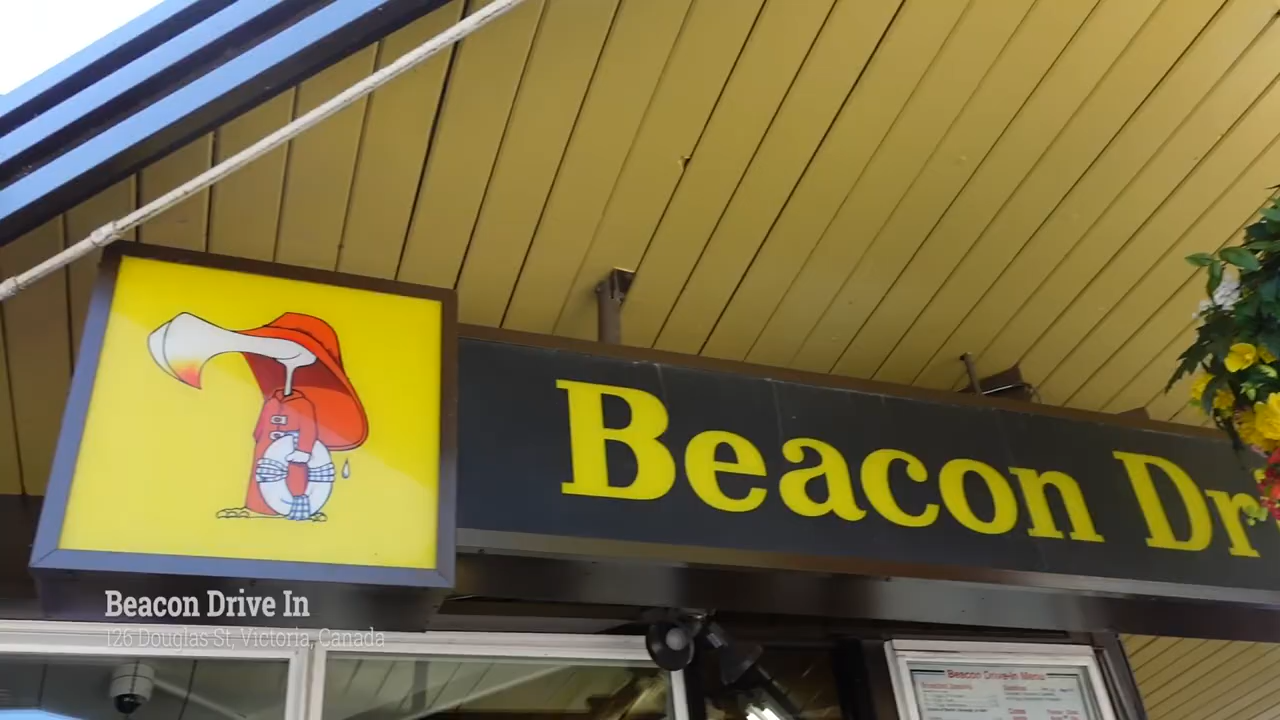 Beacon Dr
Beacon Drive In
126 Douglas St, Victoria, Canada
Beacon Drive-In Menu